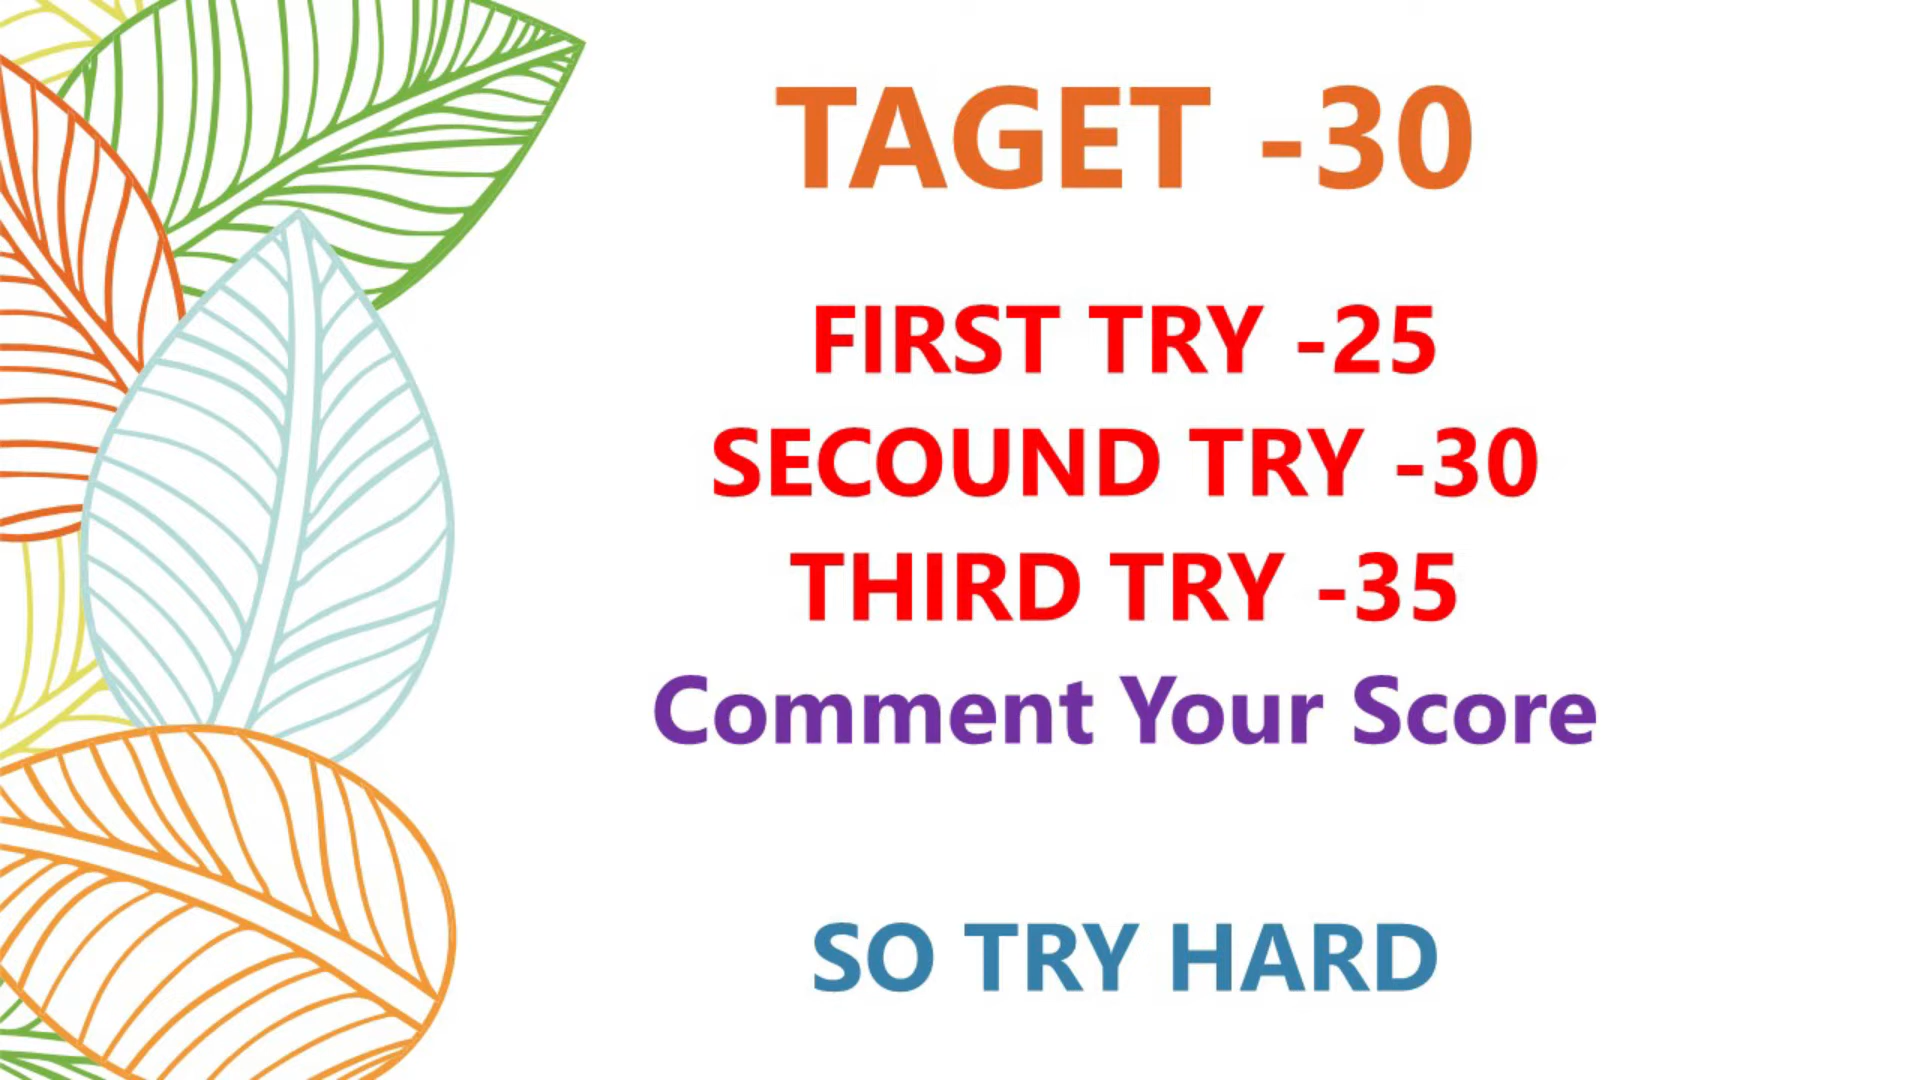 TAGET -30
FIRST TRY -25
SECOUND TRY -30
THIRD TRY -35
Comment Your Score
SO TRY HARD